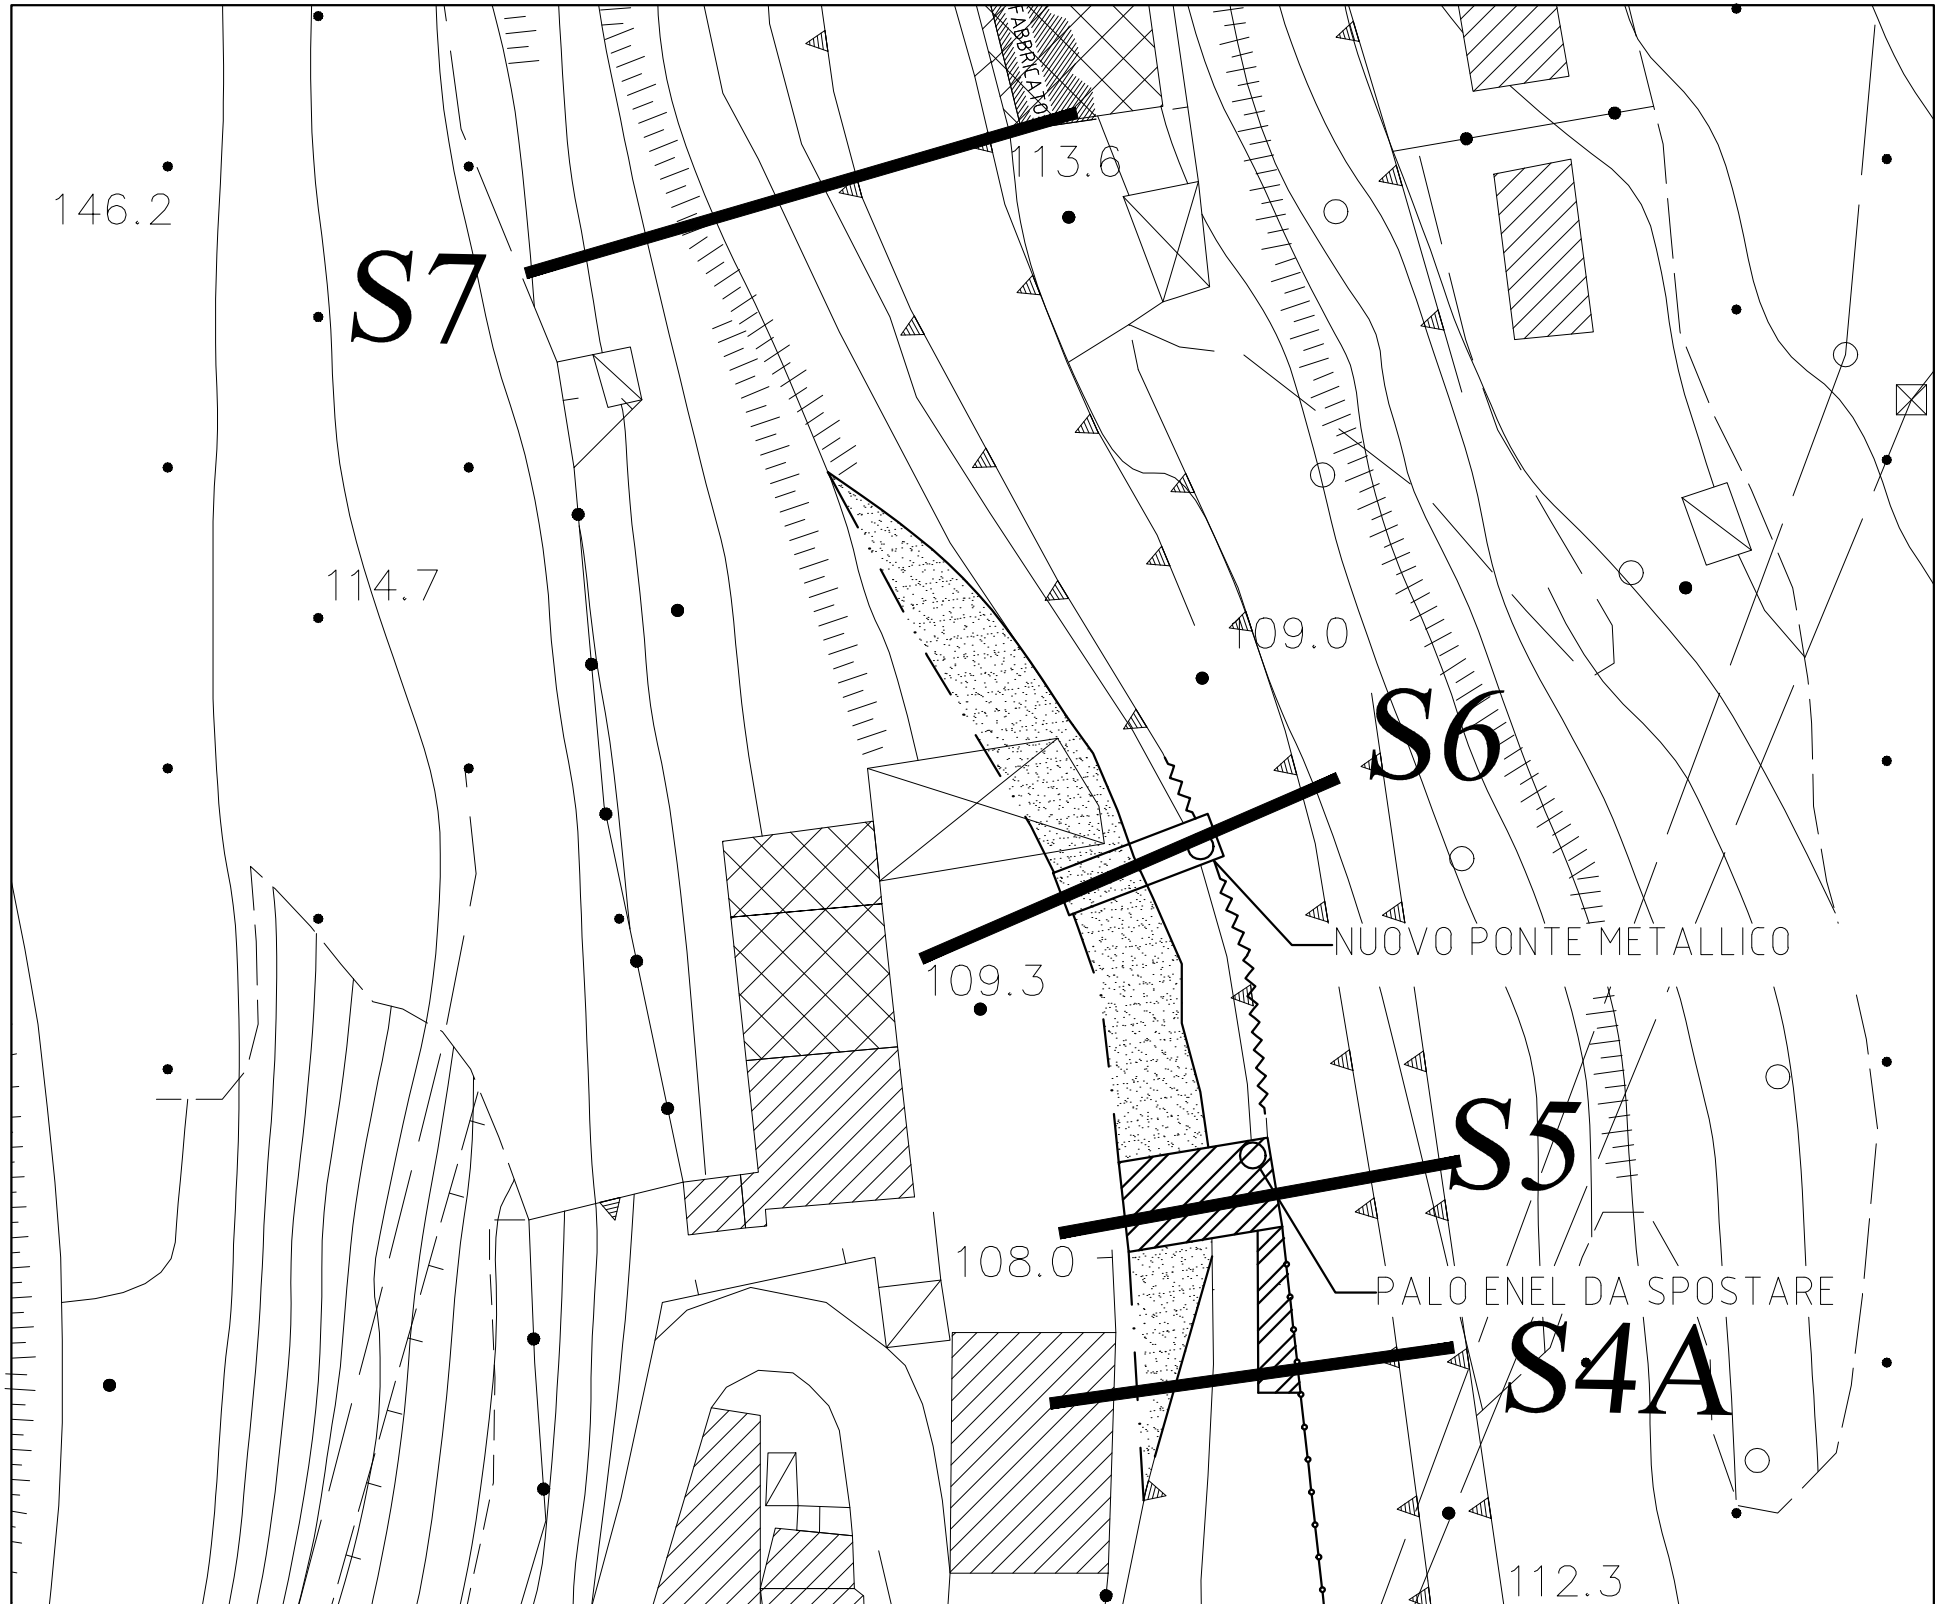 FABBRICATO
113.6
146.2
S7
114.7
109.0
S6
NUOVO PONTE METALLICO
109.3
S5
108.0
PALO ENEL DA SPOSTARE
S4A
112.3